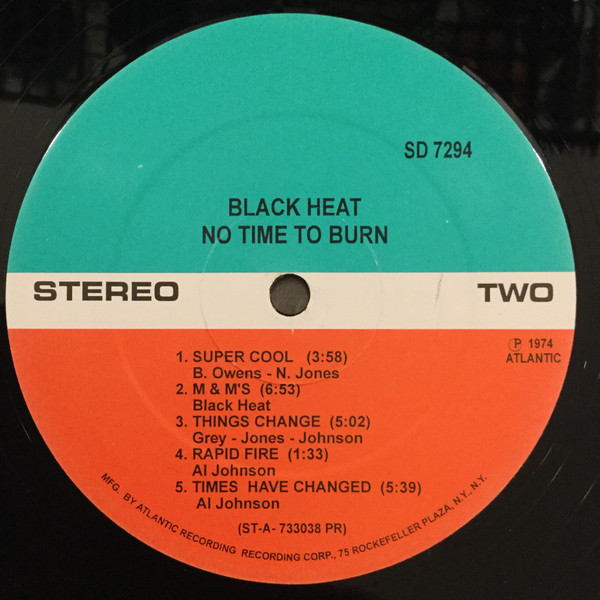 SD 7294
BLACK HEAT
NO TIME TO BURN
STEREO
TWO
℗ 1974
ATLANTIC
1. SUPER COOL (3:58)
B. Owens - N. Jones
2. M & M'S (6:53)
Black Heat
3. THINGS CHANGE (5:02)
Grey - Jones - Johnson
4. RAPID FIRE (1:33)
Al Johnson
5. TIMES HAVE CHANGED (5:39)
Al Johnson
(ST-A- 733038 PR)
MFG. BY ATLANTIC RECORDING RECORDING CORP., 75 ROCKEFELLER PLAZA, N.Y., N.Y.